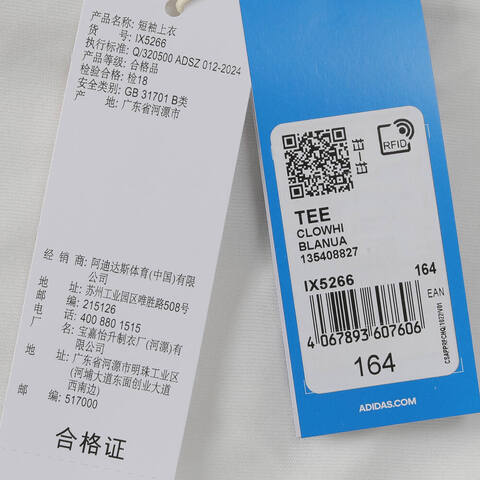 产品名称: 短袖上衣
货 号: IX5266
执行标准: Q/320500 ADSZ 012-2024
产品等级: 合格品
检验合格: 检18
安全类别: GB 31701 B类
产 地: 广东省河源市
经 销 商: 阿迪达斯体育(中国)有限
公司
地 址: 苏州工业园区唯胜路508号
邮 编: 215126
电 话: 400 880 1515
厂 名: 宝嘉怡升制衣厂(河源)有
限公司
地 址: 广东省河源市明珠工业区
(河埔大道东面创业大道
西南边)
邮 编: 517000
合格证
RFID
TEE
CLOWHI
BLANUA
135408827
IX5266 164
EAN
4 067893 607606
164
ADIDAS.COM